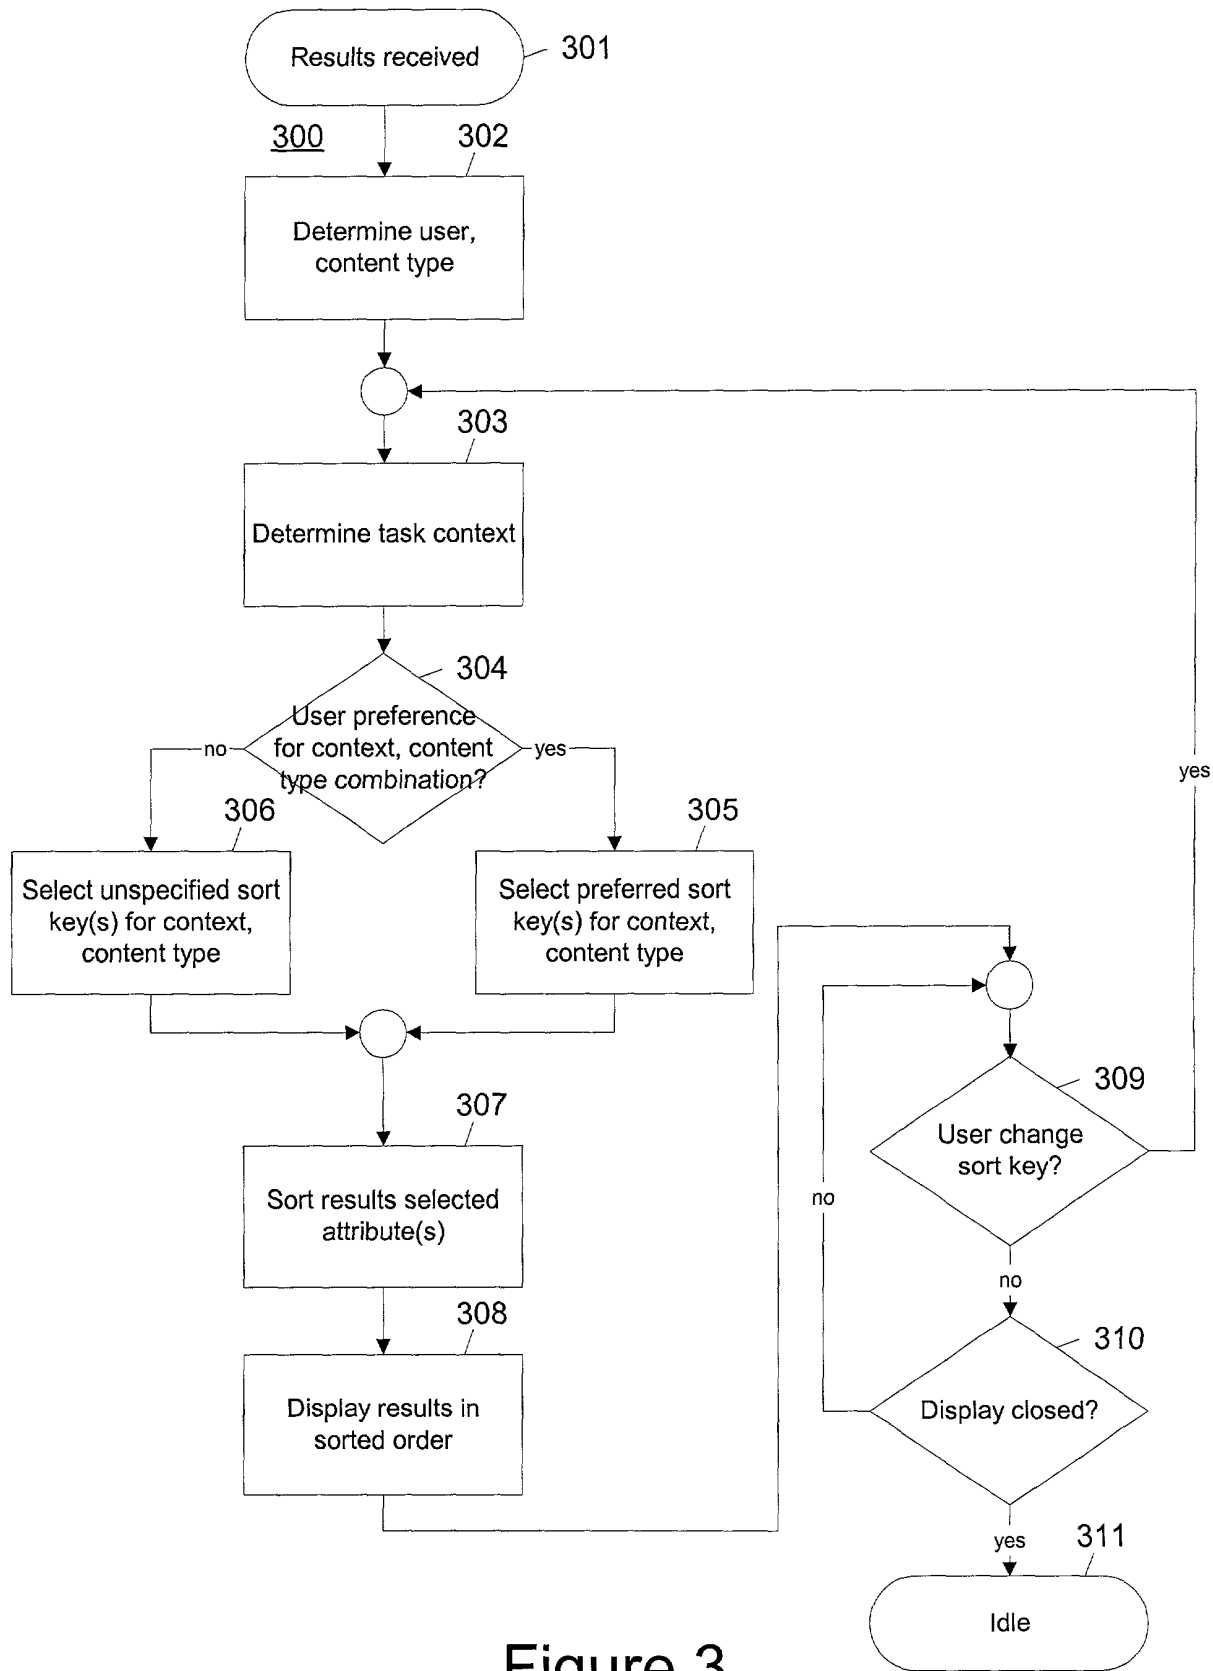 Results received
301
300
302
Determine user,
content type
303
Determine task context
304
User preference
for context, content
type combination?
no
yes
306
305
Select unspecified sort
key(s) for context,
content type
Select preferred sort
key(s) for context,
content type
307
Sort results selected
attribute(s)
308
Display results in
sorted order
yes
309
User change
sort key?
no
no
310
Display closed?
yes
311
Idle
Figure 3